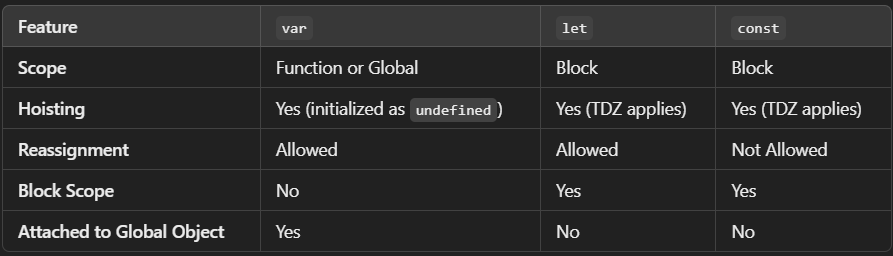 Feature var let const
Scope Function or Global Block Block
Hoisting Yes (initialized as undefined) Yes (TDZ applies) Yes (TDZ applies)
Reassignment Allowed Allowed Not Allowed
Block Scope No Yes Yes
Attached to Global Object Yes No No